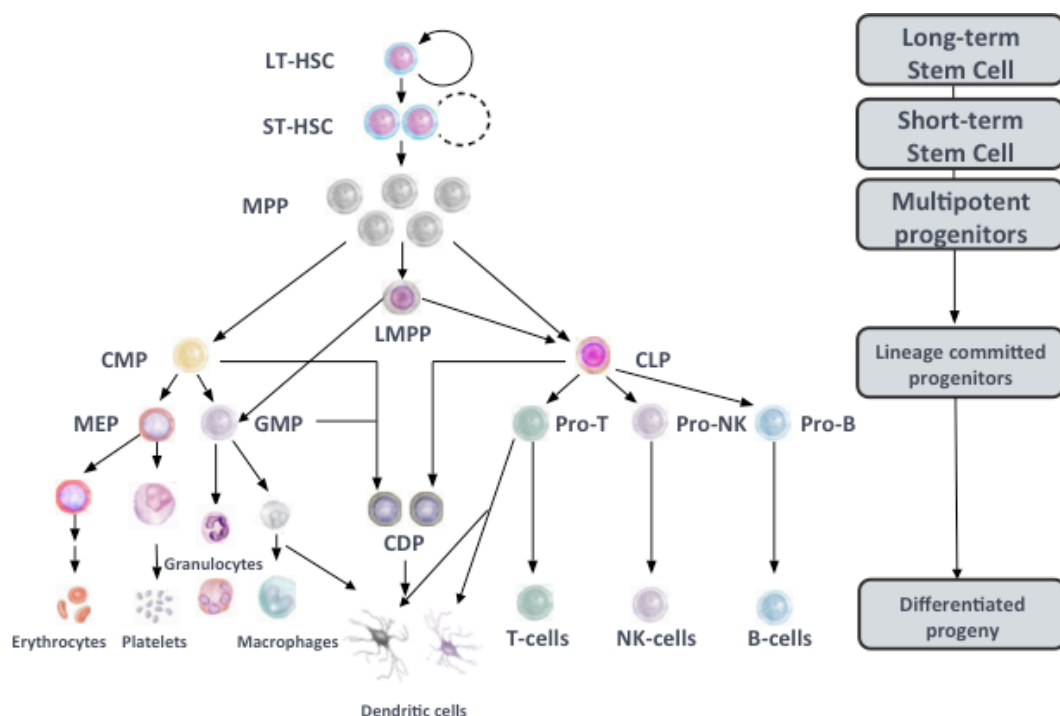 LT-HSC
Long-term
Stem Cell
ST-HSC
Short-term
Stem Cell
MPP
Multipotent
progenitors
LMPP
CMP
CLP
Lineage committed
progenitors
MEP
GMP
Pro-T
Pro-NK
Pro-B
CDP
Granulocytes
Erythrocytes
Platelets
Macrophages
T-cells
NK-cells
B-cells
Differentiated
progeny
Dendritic cells